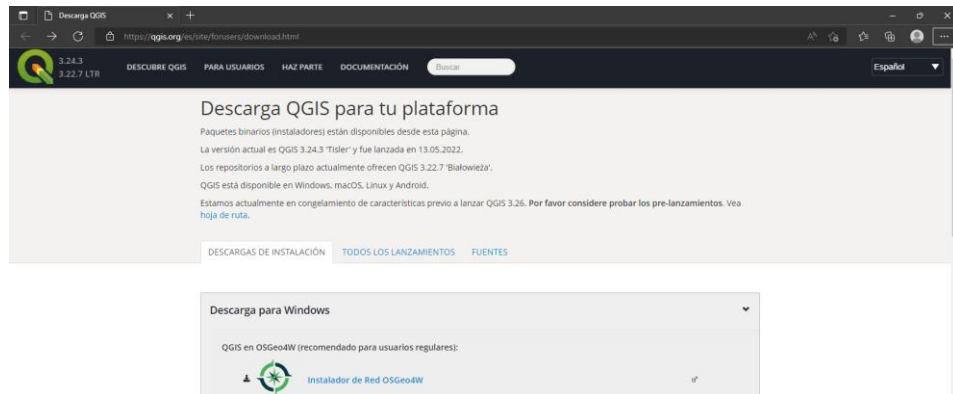 Descarga QGIS
https://qgis.org/es/site/forusers/download.html
3.24.3
3.22.7 LTR
DESCUBRE QGIS PARA USUARIOS HAZ PARTE DOCUMENTACIÓN Buscar Español
Descarga QGIS para tu plataforma
Paquetes binarios (instaladores) están disponibles desde esta página.
La versión actual es QGIS 3.24.3 'Tisler' y fue lanzada en 13.05.2022.
Los repositorios a largo plazo actualmente ofrecen QGIS 3.22.7 'Białowieża'.
QGIS está disponible en Windows, macOS, Linux y Android.
Estamos actualmente en congelamiento de características previo a lanzar QGIS 3.26. Por favor considere probar los pre-lanzamientos. Vea
hoja de ruta.
DESCARGAS DE INSTALACIÓN TODOS LOS LANZAMIENTOS FUENTES
Descarga para Windows
QGIS en OSGeo4W (recomendado para usuarios regulares):
Instalador de Red OSGeo4W